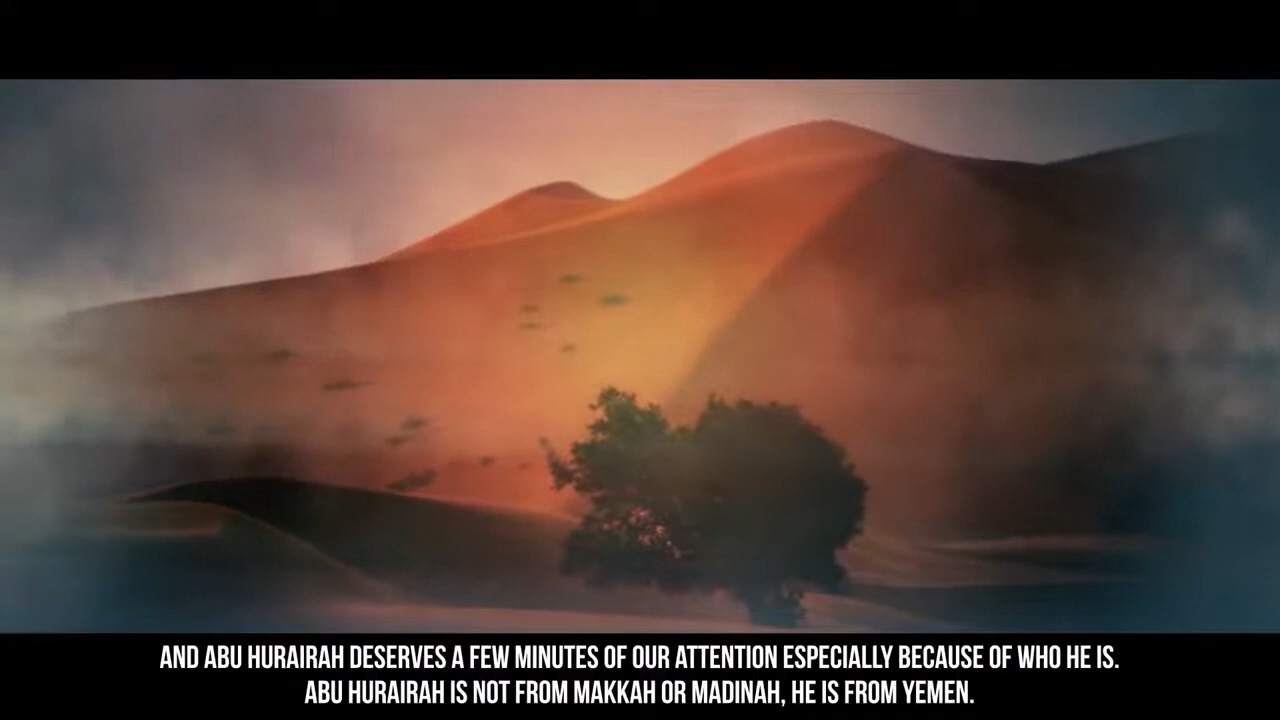 AND ABU HURAIRAH DESERVES A FEW MINUTES OF OUR ATTENTION ESPECIALLY BECAUSE OF WHO HE IS.
ABU HURAIRAH IS NOT FROM MAKKAH OR MADINAH, HE IS FROM YEMEN.